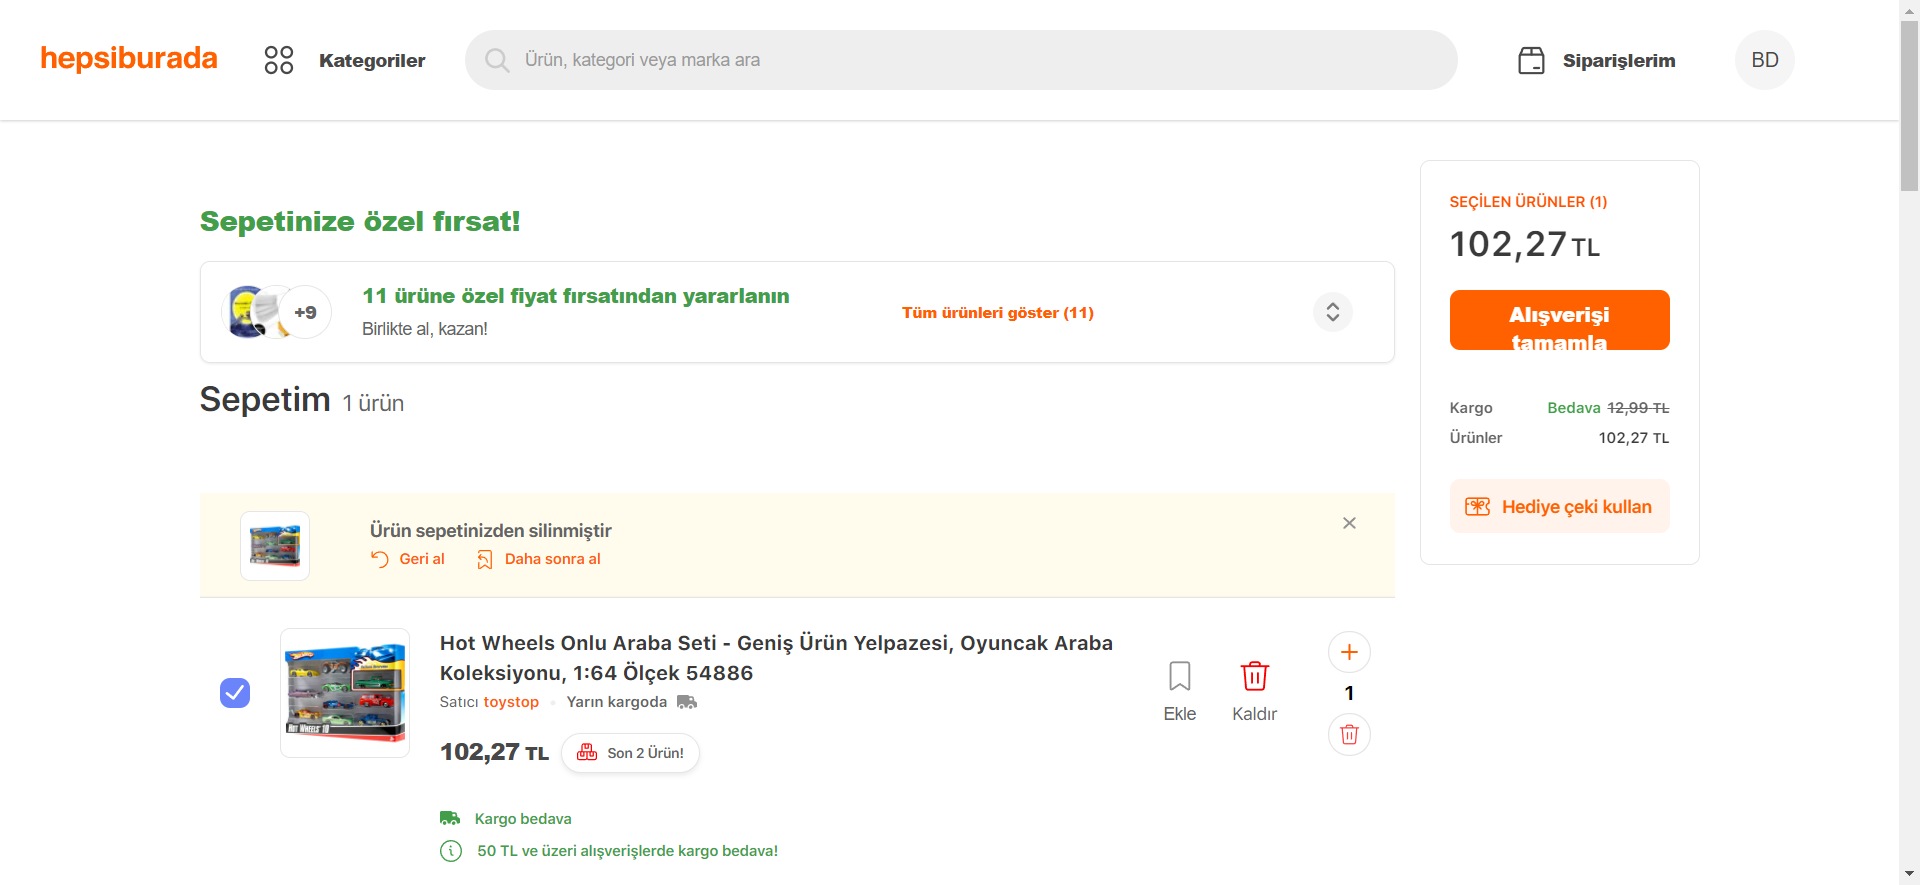 hepsiburada
Kategoriler
Ürün, kategori veya marka ara
Siparişlerim
BD
Sepetinize özel fırsat!
+9
11 ürüne özel fiyat fırsatından yararlanın
Birlikte al, kazan!
Tüm ürünleri göster (11)
Sepetim 1 ürün
SEÇİLEN ÜRÜNLER (1)
102,27 TL
Alışverişi
tamamla
Kargo Bedava 12,99 TL
Ürünler 102,27 TL
Hediye çeki kullan
Ürün sepetinizden silinmiştir
Geri al Daha sonra al
Hot Wheels Onlu Araba Seti - Geniş Ürün Yelpazesi, Oyuncak Araba
Koleksiyonu, 1:64 Ölçek 54886
Satıcı toystop Yarın kargoda
102,27 TL Son 2 Ürün!
Ekle
Kaldır
1
HOT WHEELS 10
Kargo bedava
50 TL ve üzeri alışverişlerde kargo bedava!